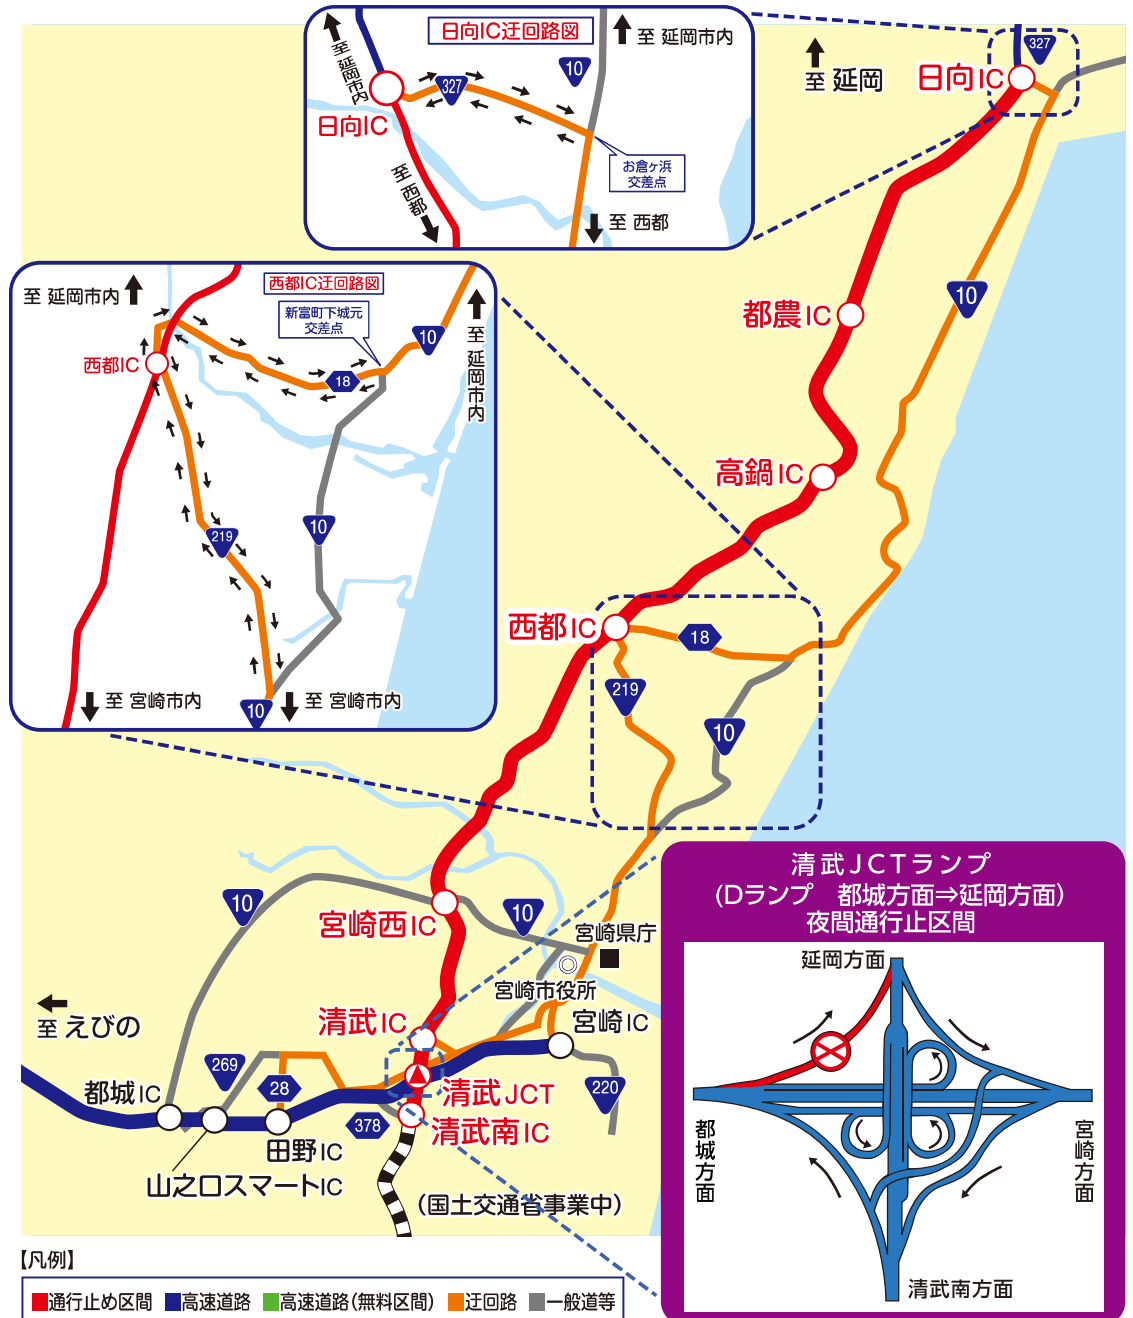 日向IC迂回路図
至 延岡市内
至 延岡市内
10
327
日向IC
お倉ヶ浜
交差点
至 西都
至 西都
至 延岡
日向IC
327
西都IC迂回路図
至 延岡市内
新富町下城元
交差点
10
至 延岡市内
西都IC
18
219
10
至 宮崎市内
至 宮崎市内
10
10
都農IC
高鍋IC
西都IC
18
219
10
宮崎西IC
10
10
宮崎県庁
宮崎市役所
清武IC
宮崎IC
至 えびの
269
都城IC
28
清武JCT
220
378
清武南IC
田野IC
山之口スマートIC
(国土交通省事業中)
清武JCTランプ
(Dランプ 都城方面⇒延岡方面)
夜間通行止区間
延岡方面
都城方面
宮崎方面
清武南方面
【凡例】
通行止め区間 高速道路 高速道路(無料区間) 迂回路 一般道等